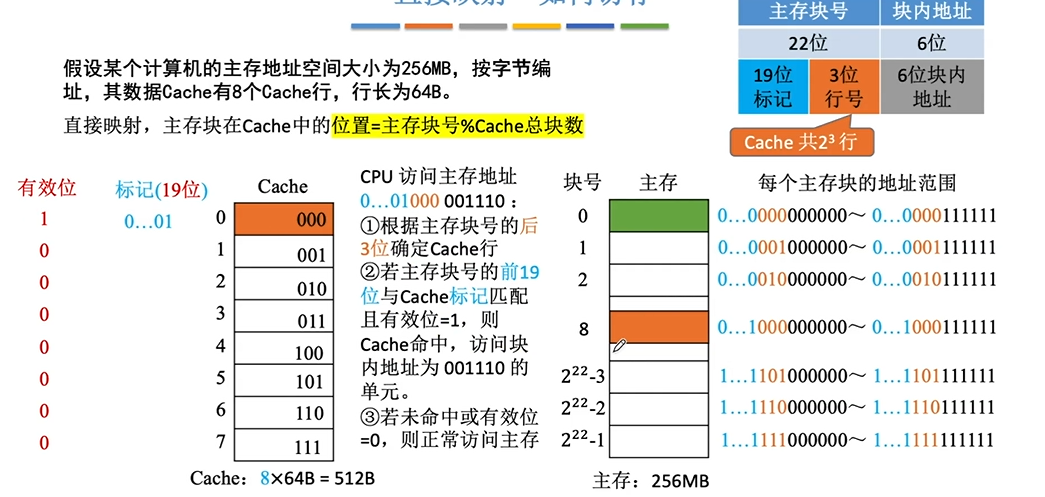 主存块号 块内地址
22位 6位
19位标记 3位行号 6位块内地址
Cache 共2³ 行
假设某个计算机的主存地址空间大小为256MB，按字节编
址，其数据Cache有8个Cache行，行长为64B。
直接映射，主存块在Cache中的位置=主存块号%Cache总块数
有效位 标记(19位) Cache
1 0…01 0 000
0 1 001
0 2 010
0 3 011
0 4 100
0 5 101
0 6 110
0 7 111
Cache：8×64B = 512B
CPU 访问主存地址
0…01000 001110：
①根据主存块号的后
3位确定Cache行
②若主存块号的前19
位与Cache标记匹配
且有效位=1，则
Cache命中，访问块
内地址为 001110 的
单元。
③若未命中或有效位
=0，则正常访问主存
块号 主存 每个主存块的地址范围
0 0…0000000000～ 0…0000111111
1 0…0001000000～ 0…0001111111
2 0…0010000000～ 0…0010111111
8 0…1000000000～ 0…1000111111
2²²-3 1…1101000000～ 1…1101111111
2²²-2 1…1110000000～ 1…1110111111
2²²-1 1…1111000000～ 1…1111111111
主存：256MB